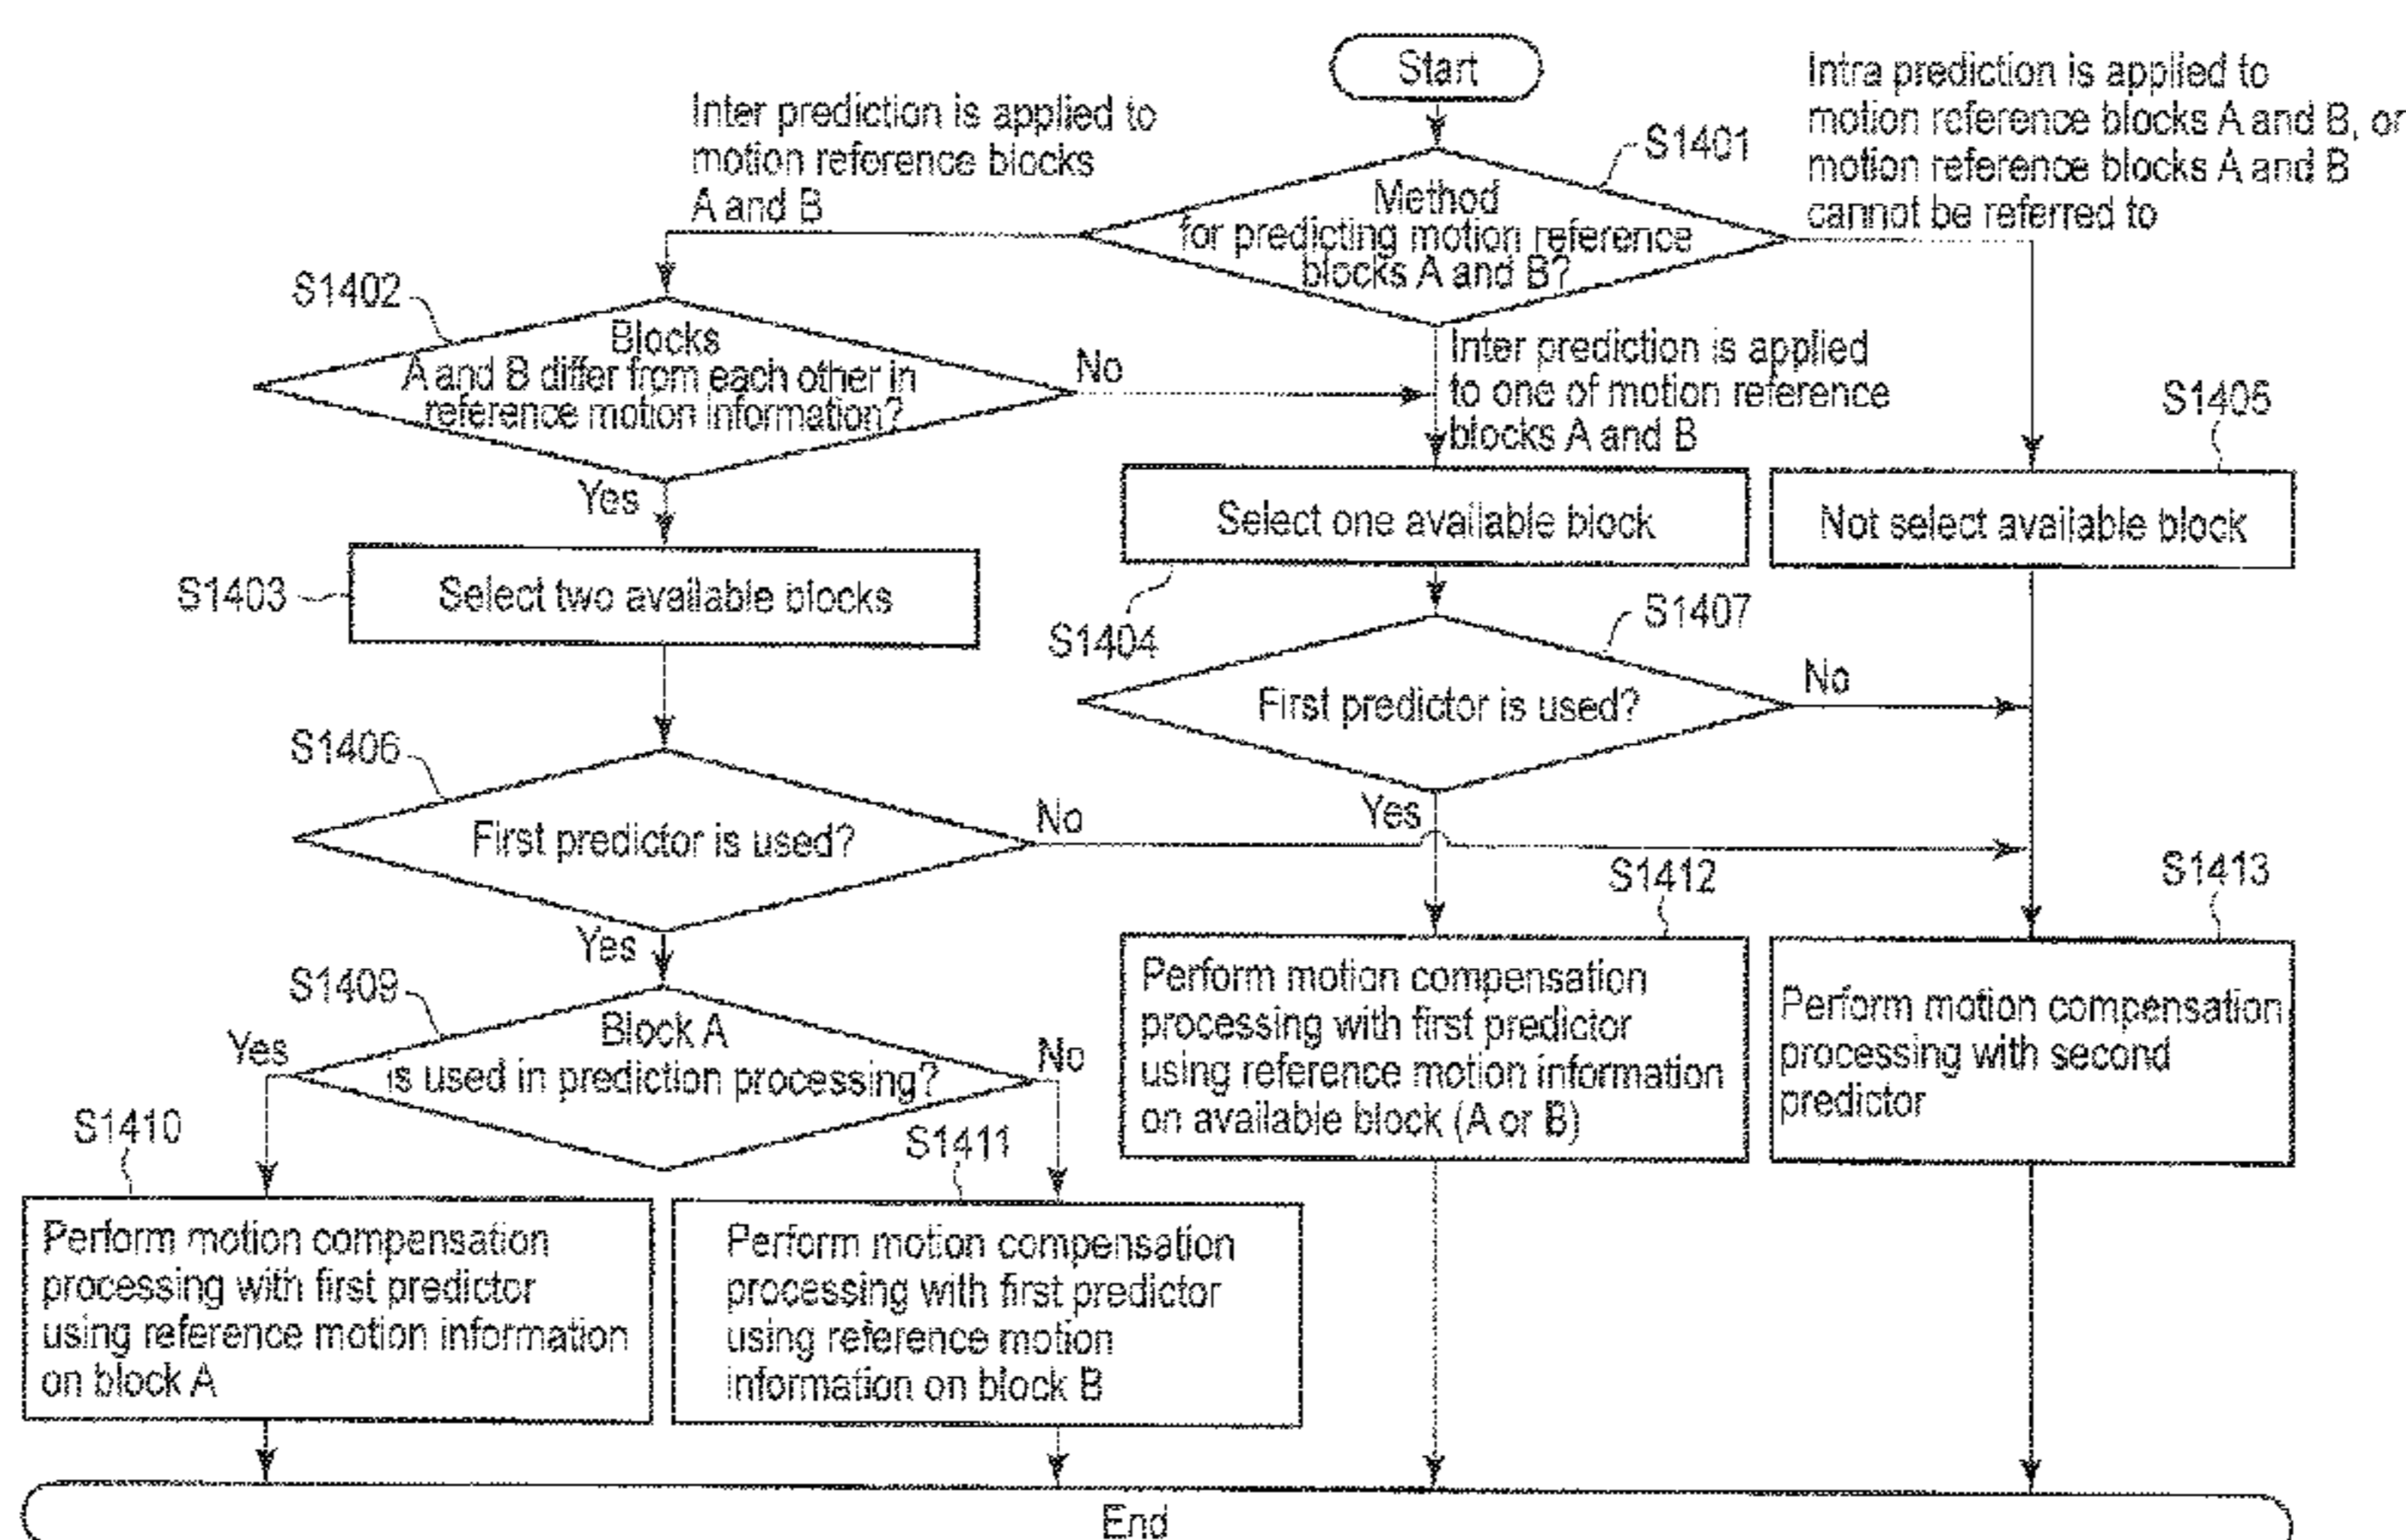 Start
Inter prediction is applied to
motion reference blocks
A and B
Intra prediction is applied to
motion reference blocks A and B, or
motion reference blocks A and B
cannot be referred to
S1401
Method
for predicting motion reference
blocks A and B?
S1402
Blocks
A and B differ from each other in
reference motion information?
No
Yes
Inter prediction is applied
to one of motion reference
blocks A and B
S1405
Select one available block
Not select available block
S1403
Select two available blocks
S1404
S1407
First predictor is used?
No
Yes
S1406
First predictor is used?
No
Yes
S1412
S1413
Perform motion compensation
processing with first predictor
using reference motion information
on available block (A or B)
Perform motion compensation
processing with second
predictor
S1409
Block A
is used in prediction processing?
Yes
No
S1410
S1411
Perform motion compensation
processing with first predictor
using reference motion information
on block A
Perform motion compensation
processing with first predictor
using reference motion
information on block B
End